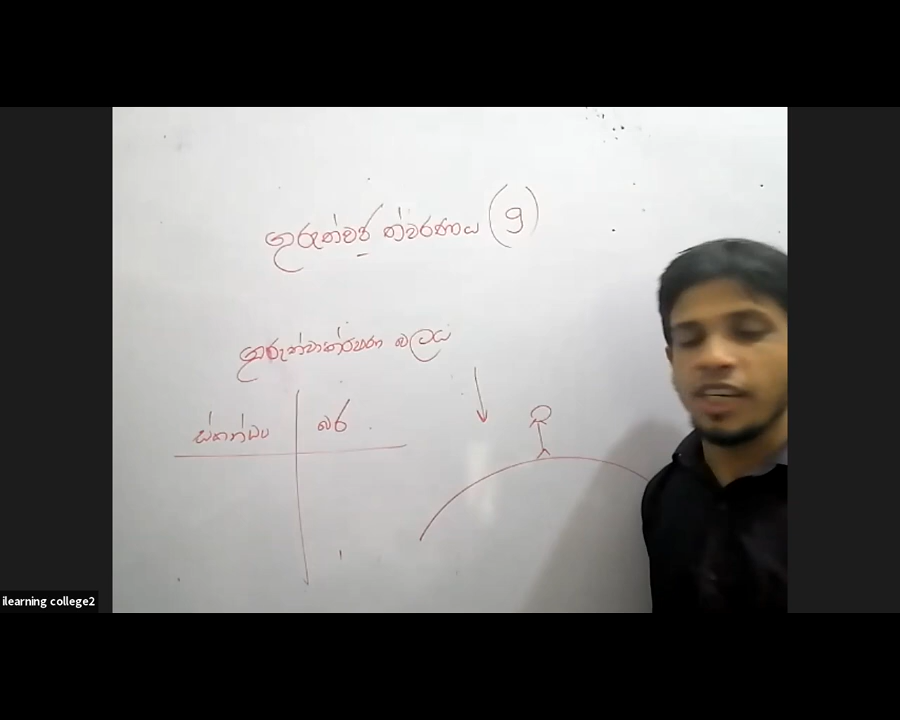 ගුරුත්වජ ත්වරණය (g)
ගුරුත්වාකර්ෂණ බලය
ස්කන්ධය බර
ilearning college2